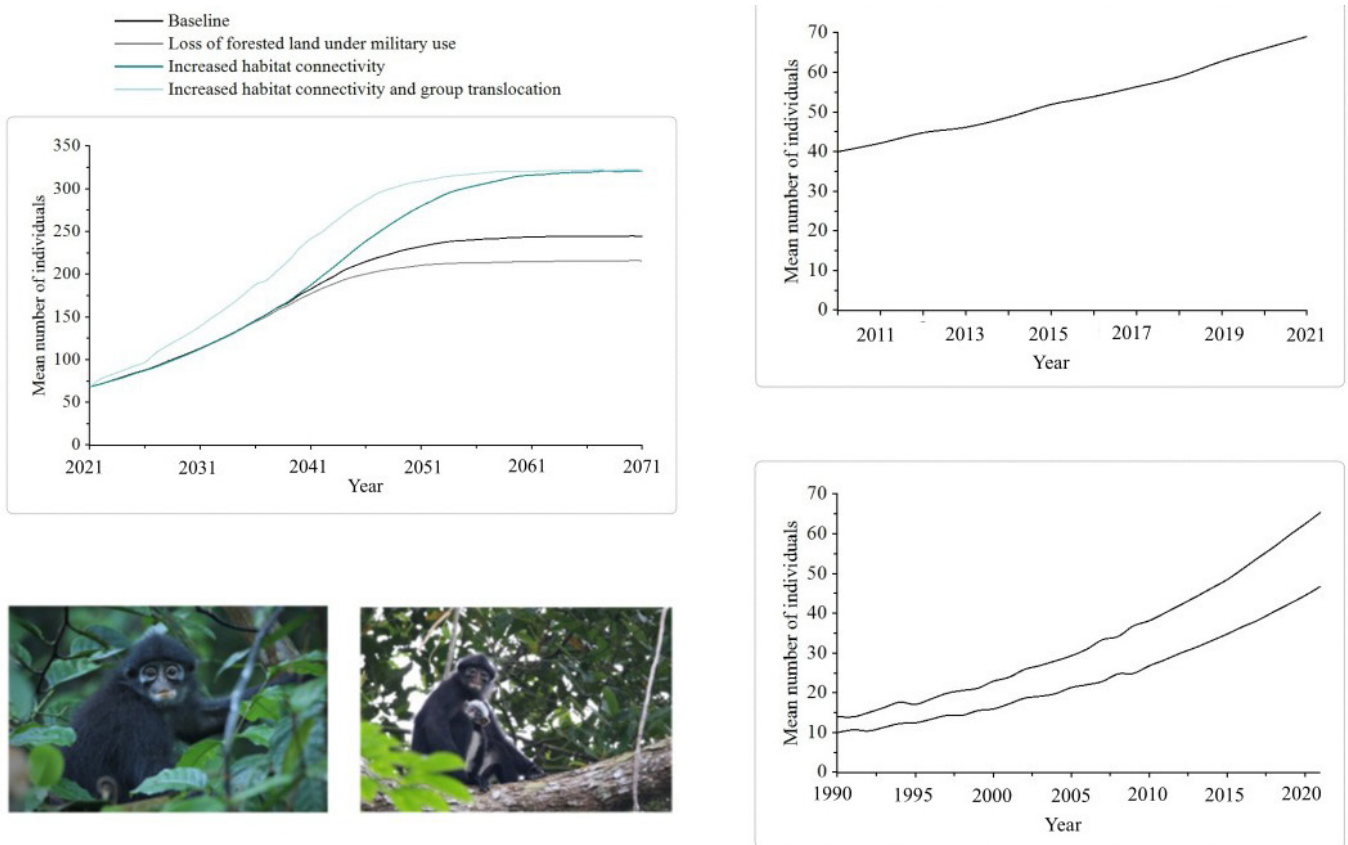 Baseline
Loss of forested land under military use
Increased habitat connectivity
Increased habitat connectivity and group translocation
Mean number of individuals
350
300
250
200
150
100
50
0
2021 2031 2041 2051 2061 2071
Year
Mean number of individuals
70
60
50
40
30
20
10
0
2011 2013 2015 2017 2019 2021
Year
Mean number of individuals
70
60
50
40
30
20
10
0
1990 1995 2000 2005 2010 2015 2020
Year